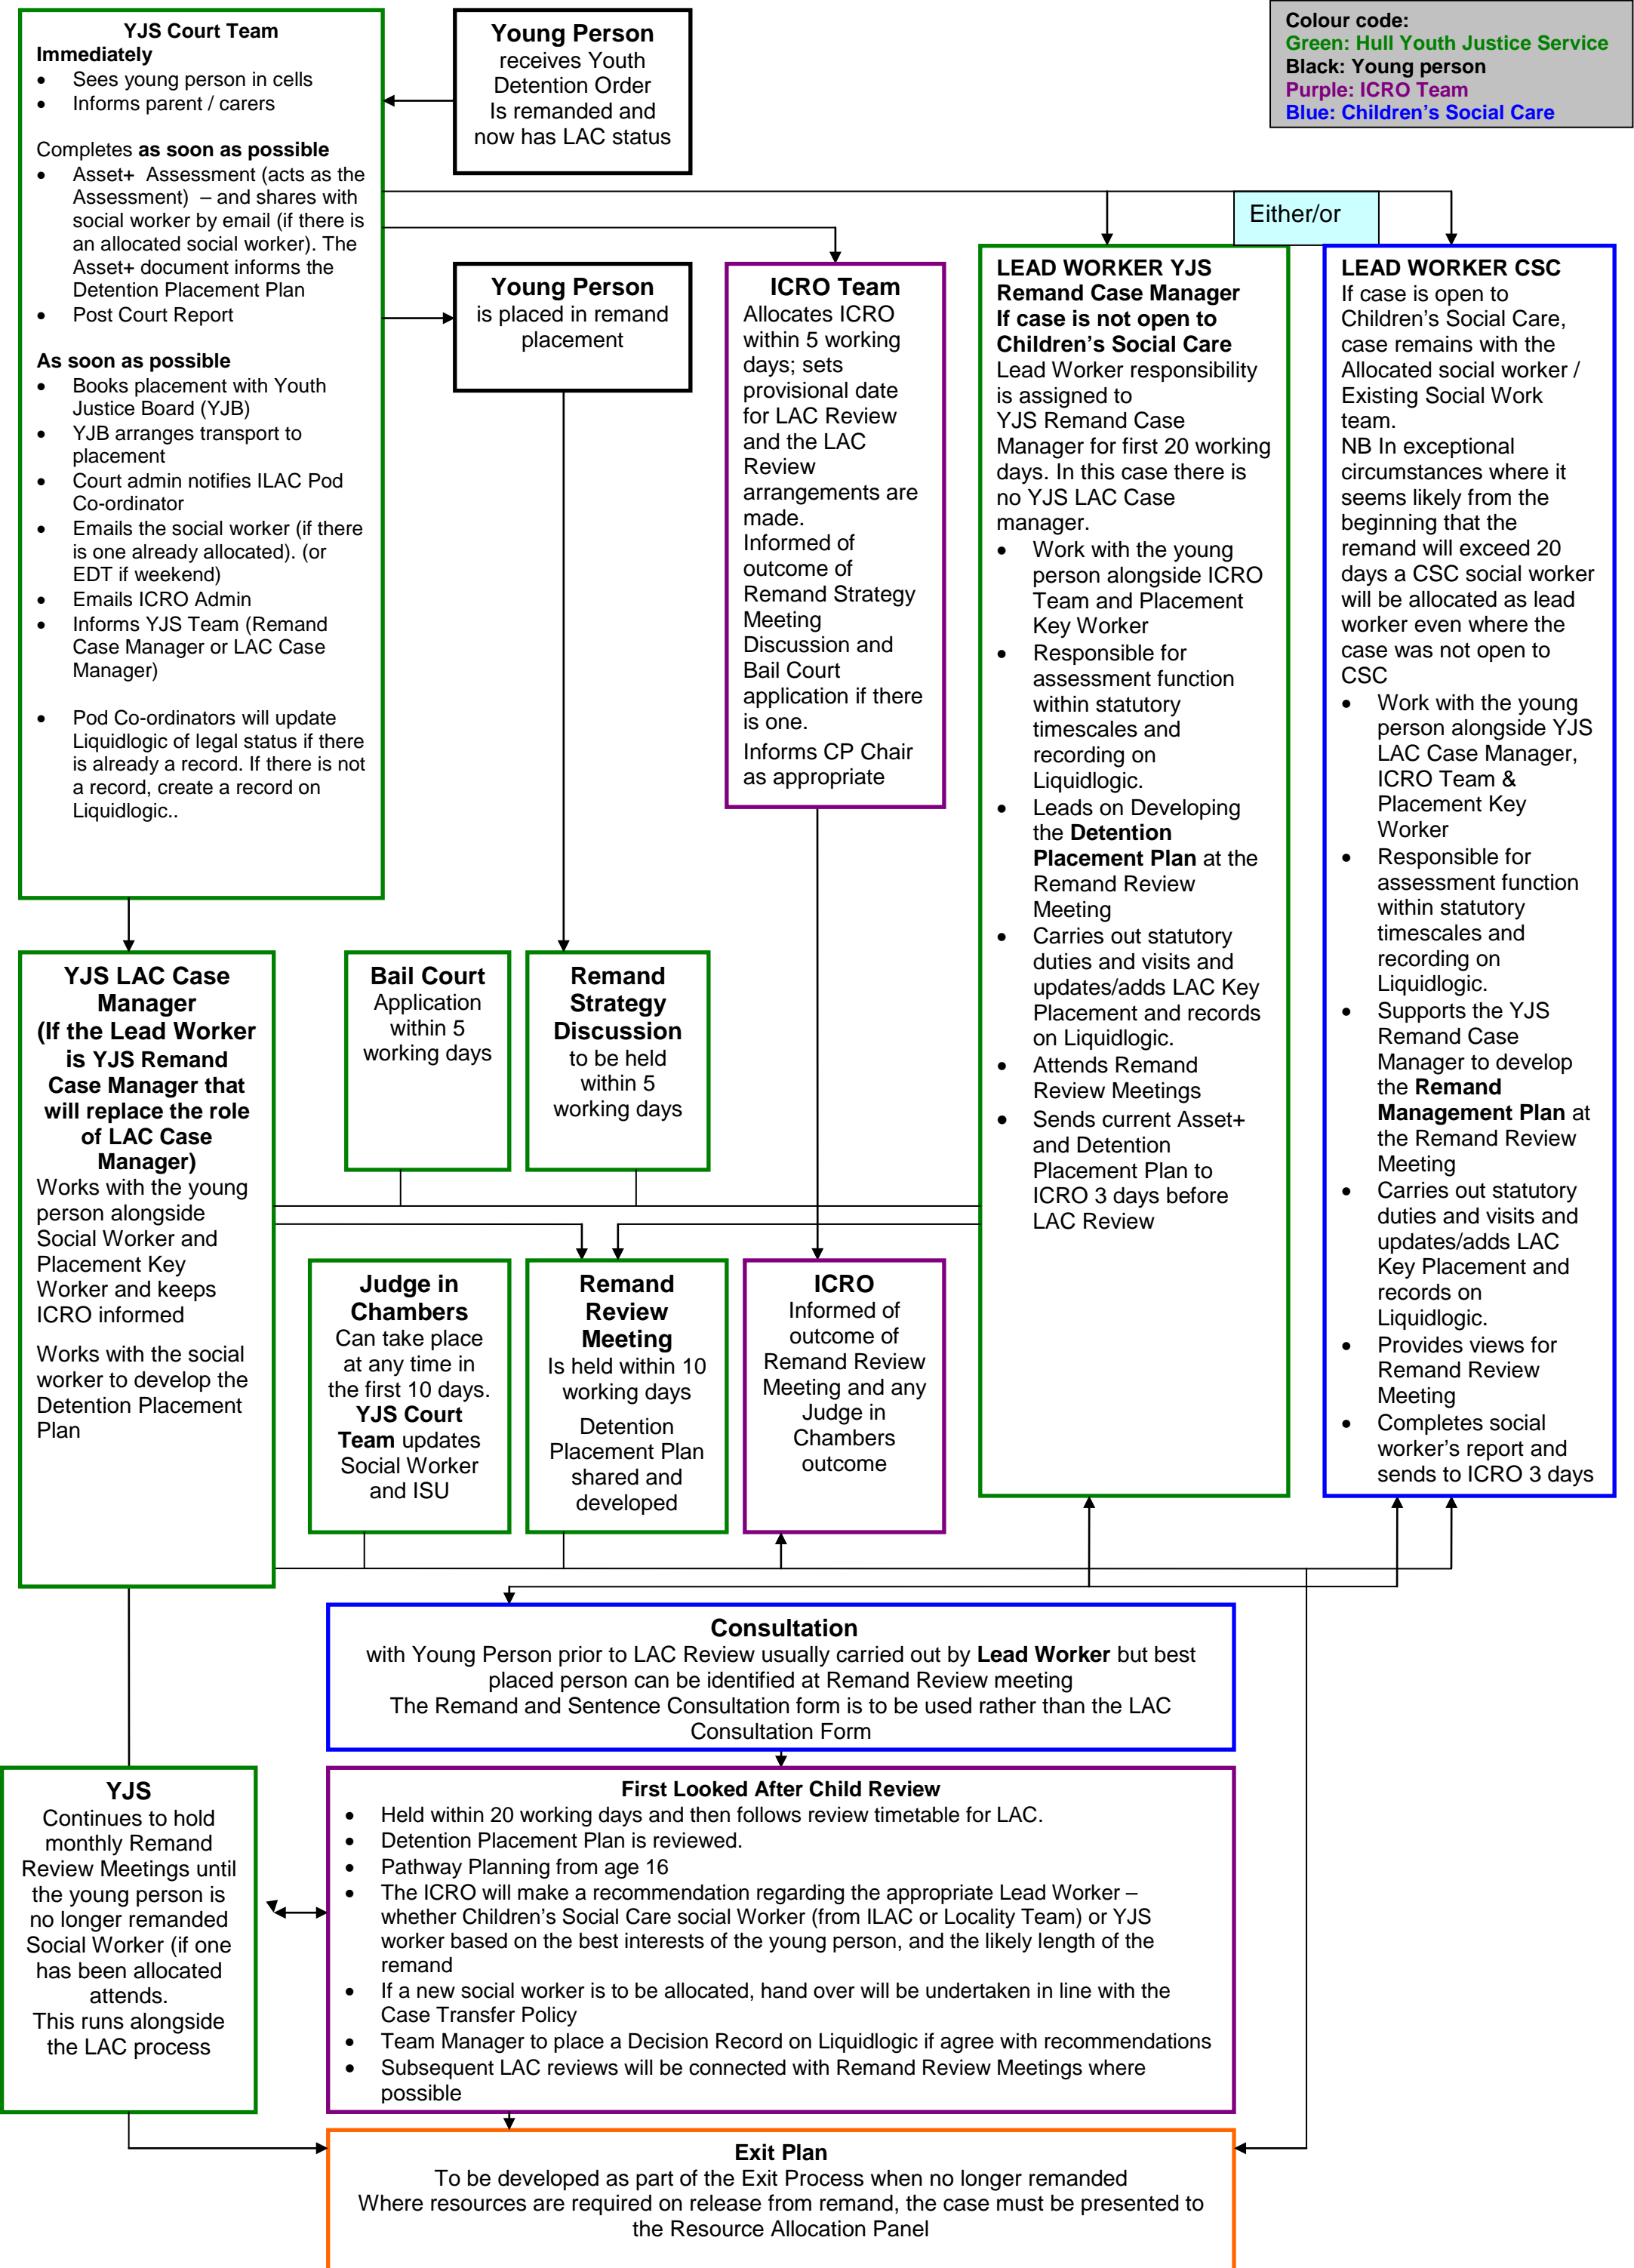 Colour code:
Green: Hull Youth Justice Service
Black: Young person
Purple: ICRO Team
Blue: Children's Social Care
YJS Court Team
Immediately
• Sees young person in cells
• Informs parent / carers
Completes as soon as possible
• Asset+ Assessment (acts as the
Assessment) – and shares with
social worker by email (if there is
an allocated social worker). The
Asset+ document informs the
Detention Placement Plan
• Post Court Report
As soon as possible
• Books placement with Youth
Justice Board (YJB)
• YJB arranges transport to
placement
• Court admin notifies ILAC Pod
Co-ordinator
• Emails the social worker (if there
is one already allocated). (or
EDT if weekend)
• Emails ICRO Admin
• Informs YJS Team (Remand
Case Manager or LAC Case
Manager)
• Pod Co-ordinators will update
Liquidlogic of legal status if there
is already a record. If there is not
a record, create a record on
Liquidlogic..
Young Person
receives Youth
Detention Order
Is remanded and
now has LAC status
Young Person
is placed in remand
placement
ICRO Team
Allocates ICRO
within 5 working
days; sets
provisional date
for LAC Review
and the LAC
Review
arrangements are
made.
Informed of
outcome of
Remand Strategy
Meeting
Discussion and
Bail Court
application if there
is one.
Informs CP Chair
as appropriate
Either/or
LEAD WORKER YJS
Remand Case Manager
If case is not open to
Children's Social Care
Lead Worker responsibility
is assigned to
YJS Remand Case
Manager for first 20 working
days. In this case there is
no YJS LAC Case
manager.
• Work with the young
person alongside ICRO
Team and Placement
Key Worker
• Responsible for
assessment function
within statutory
timescales and
recording on
Liquidlogic.
• Leads on Developing
the Detention
Placement Plan at the
Remand Review
Meeting
• Carries out statutory
duties and visits and
updates/adds LAC Key
Placement and records
on Liquidlogic.
• Attends Remand
Review Meetings
• Sends current Asset+
and Detention
Placement Plan to
ICRO 3 days before
LAC Review
LEAD WORKER CSC
If case is open to
Children's Social Care,
case remains with the
Allocated social worker /
Existing Social Work
team.
NB In exceptional
circumstances where it
seems likely from the
beginning that the
remand will exceed 20
days a CSC social worker
will be allocated as lead
worker even where the
case was not open to
CSC
• Work with the young
person alongside YJS
LAC Case Manager,
ICRO Team &
Placement Key
Worker
• Responsible for
assessment function
within statutory
timescales and
recording on
Liquidlogic.
• Supports the YJS
Remand Case
Manager to develop
the Remand
Management Plan at
the Remand Review
Meeting
• Carries out statutory
duties and visits and
updates/adds LAC
Key Placement and
records on
Liquidlogic.
• Provides views for
Remand Review
Meeting
• Completes social
worker's report and
sends to ICRO 3 days
YJS LAC Case
Manager
(If the Lead Worker
is YJS Remand
Case Manager that
will replace the role
of LAC Case
Manager)
Works with the young
person alongside
Social Worker and
Placement Key
Worker and keeps
ICRO informed
Works with the social
worker to develop the
Detention Placement
Plan
Bail Court
Application
within 5
working days
Remand
Strategy
Discussion
to be held
within 5
working days
Judge in
Chambers
Can take place
at any time in
the first 10 days.
YJS Court
Team updates
Social Worker
and ISU
Remand
Review
Meeting
Is held within 10
working days
Detention
Placement Plan
shared and
developed
ICRO
Informed of
outcome of
Remand Review
Meeting and any
Judge in
Chambers
outcome
Consultation
with Young Person prior to LAC Review usually carried out by Lead Worker but best
placed person can be identified at Remand Review meeting
The Remand and Sentence Consultation form is to be used rather than the LAC
Consultation Form
YJS
Continues to hold
monthly Remand
Review Meetings until
the young person is
no longer remanded
Social Worker (if one
has been allocated
attends.
This runs alongside
the LAC process
First Looked After Child Review
• Held within 20 working days and then follows review timetable for LAC.
• Detention Placement Plan is reviewed.
• Pathway Planning from age 16
• The ICRO will make a recommendation regarding the appropriate Lead Worker –
whether Children's Social Care social Worker (from ILAC or Locality Team) or YJS
worker based on the best interests of the young person, and the likely length of the
remand
• If a new social worker is to be allocated, hand over will be undertaken in line with the
Case Transfer Policy
• Team Manager to place a Decision Record on Liquidlogic if agree with recommendations
• Subsequent LAC reviews will be connected with Remand Review Meetings where
possible
Exit Plan
To be developed as part of the Exit Process when no longer remanded
Where resources are required on release from remand, the case must be presented to
the Resource Allocation Panel